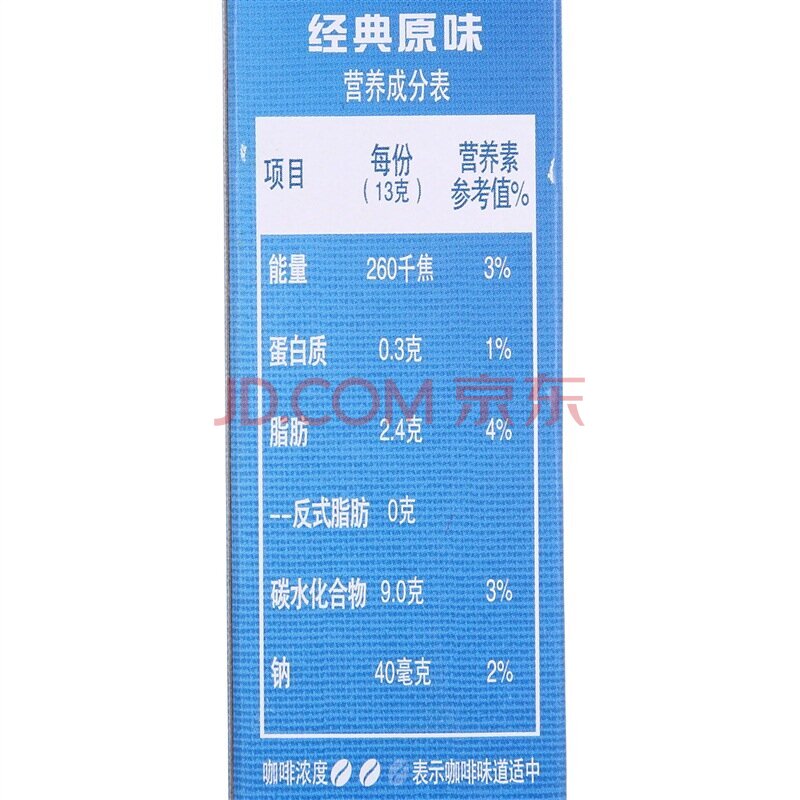 经典原味
营养成分表
项目 每份（13克） 营养素参考值%
能量 260千焦 3%
蛋白质 0.3克 1%
JD.COM 京东
脂肪 2.4克 4%
--反式脂肪 0克
碳水化合物 9.0克 3%
钠 40毫克 2%
咖啡浓度 表示咖啡味道适中